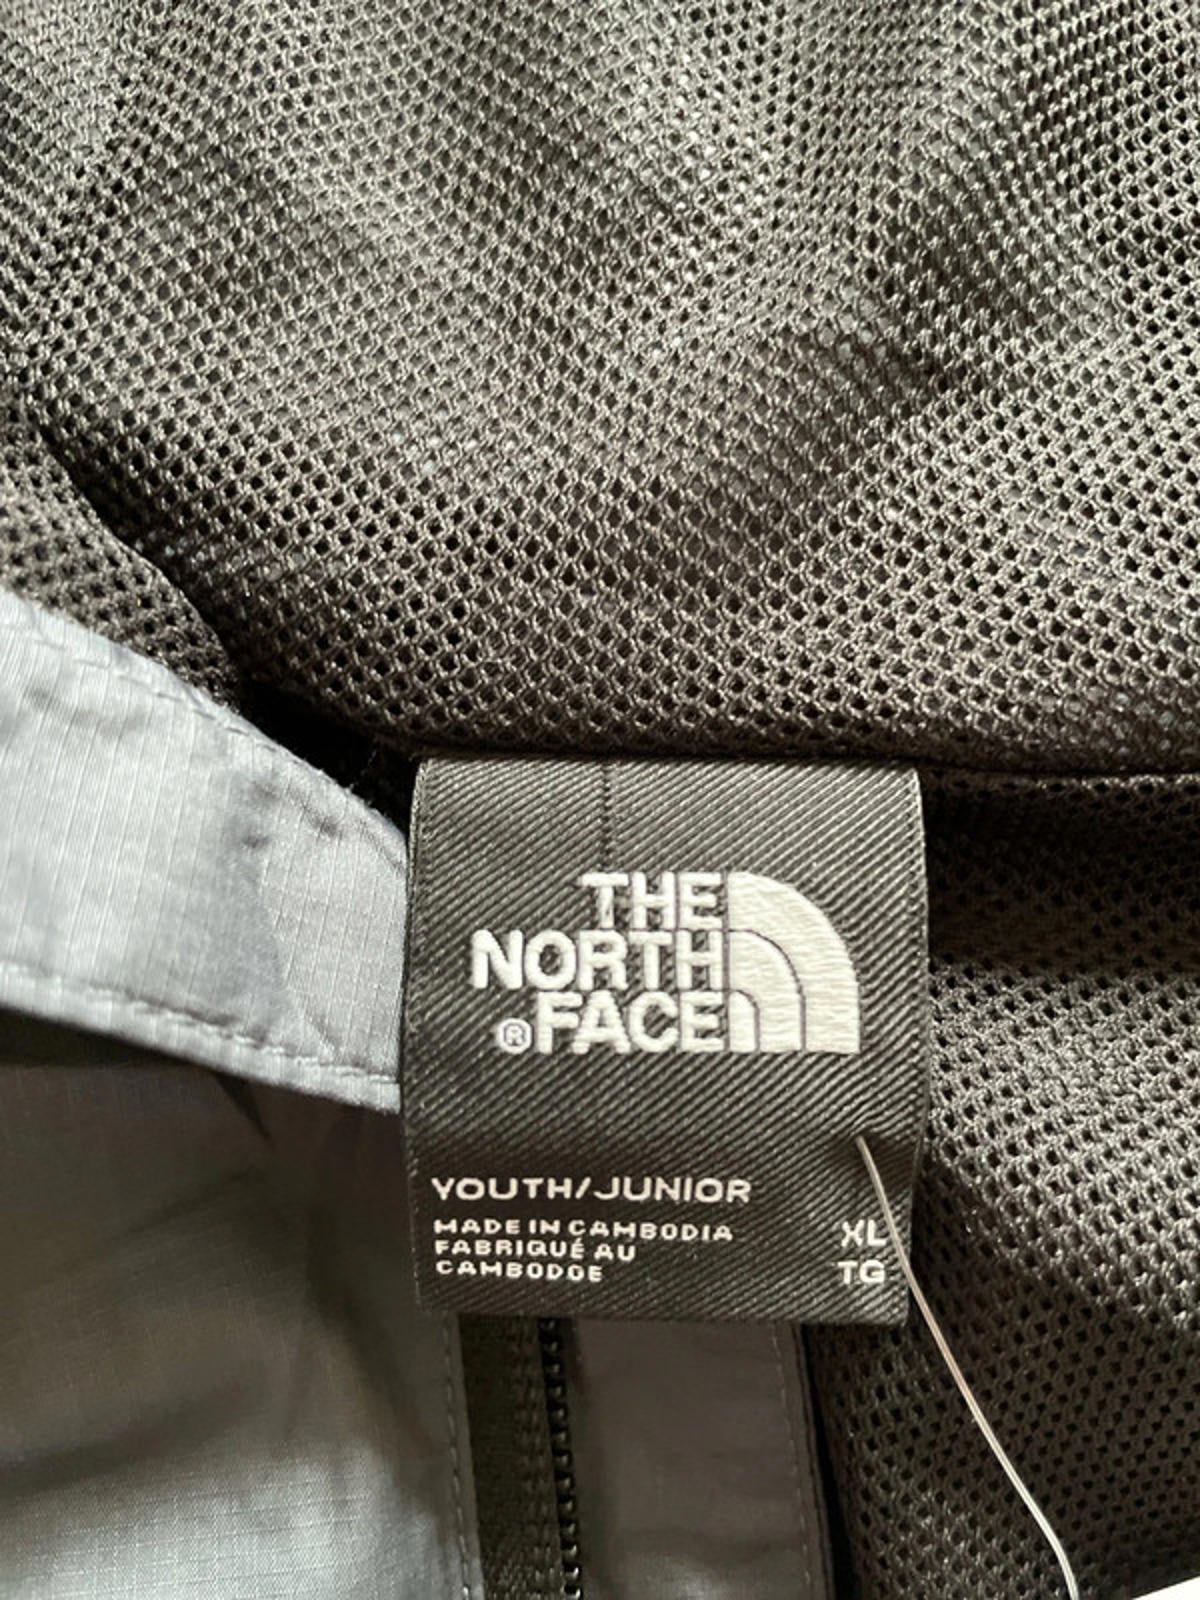 THE
NORTH
®FACE
YOUTH/JUNIOR
MADE IN CAMBODIA XL
FABRIQUÉ AU TG
CAMBODGE